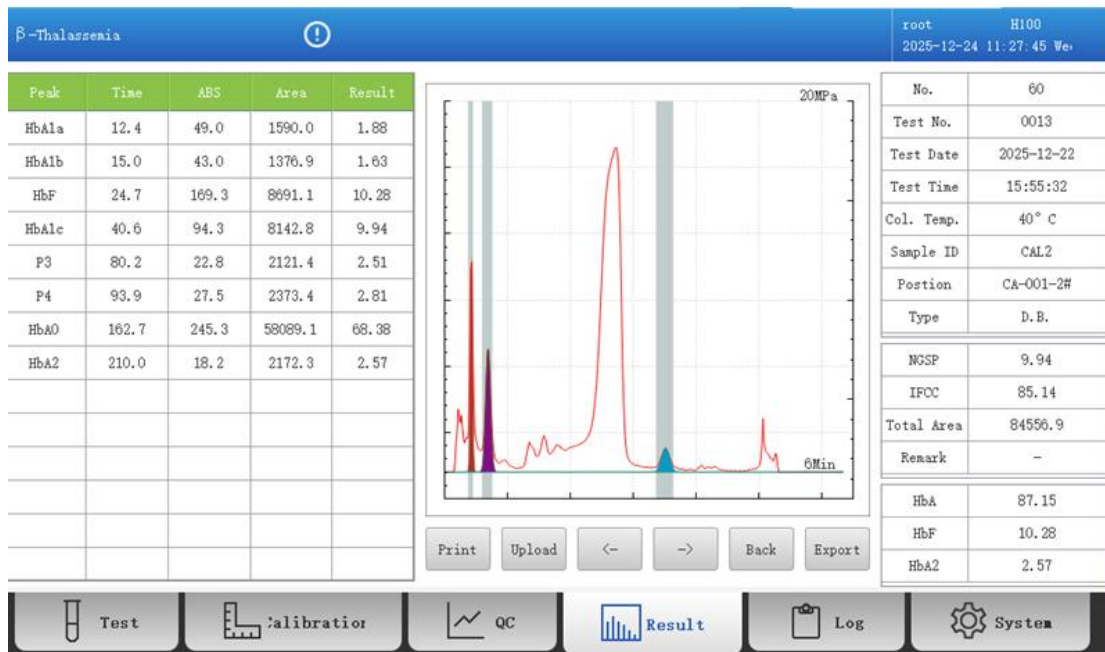 β-Thalassemia
root H100
2025-12-24 11:27:45 We
Peak Time ABS Area Result
HbA1a 12.4 49.0 1590.0 1.88
HbA1b 15.0 43.0 1376.9 1.63
HbF 24.7 169.3 8691.1 10.28
HbA1c 40.6 94.3 8142.8 9.94
P3 80.2 22.8 2121.4 2.51
P4 93.9 27.5 2373.4 2.81
HbA0 162.7 245.3 58089.1 68.38
HbA2 210.0 18.2 2172.3 2.57
20MPa
6Min
Print Upload <- -> Back Export
No. 60
Test No. 0013
Test Date 2025-12-22
Test Time 15:55:32
Col. Temp. 40° C
Sample ID CAL2
Postion CA-001-2#
Type D.B.
NGSP 9.94
IFCC 85.14
Total Area 84556.9
Remark -
HbA 87.15
HbF 10.28
HbA2 2.57
Test Calibration QC Result Log System